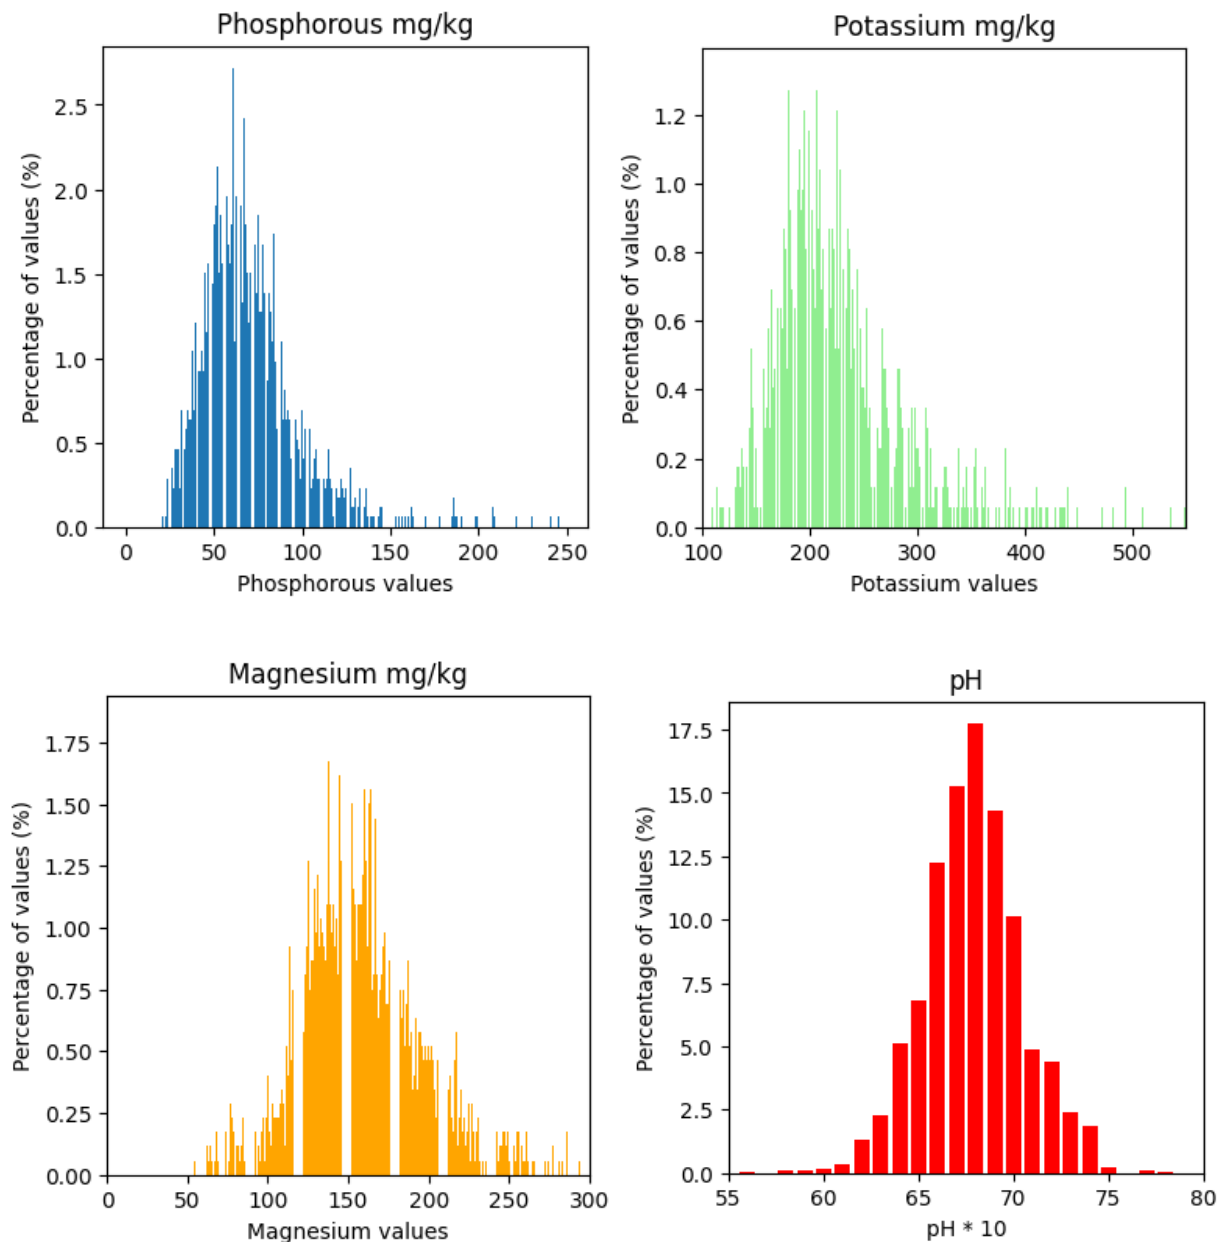 Phosphorous mg/kg
Percentage of values (%)
2.5
2.0
1.5
1.0
0.5
0.0
0 50 100 150 200 250
Phosphorous values
Potassium mg/kg
Percentage of values (%)
1.2
1.0
0.8
0.6
0.4
0.2
0.0
100 200 300 400 500
Potassium values
Magnesium mg/kg
Percentage of values (%)
1.75
1.50
1.25
1.00
0.75
0.50
0.25
0.00
0 50 100 150 200 250 300
Magnesium values
pH
Percentage of values (%)
17.5
15.0
12.5
10.0
7.5
5.0
2.5
0.0
55 60 65 70 75 80
pH * 10